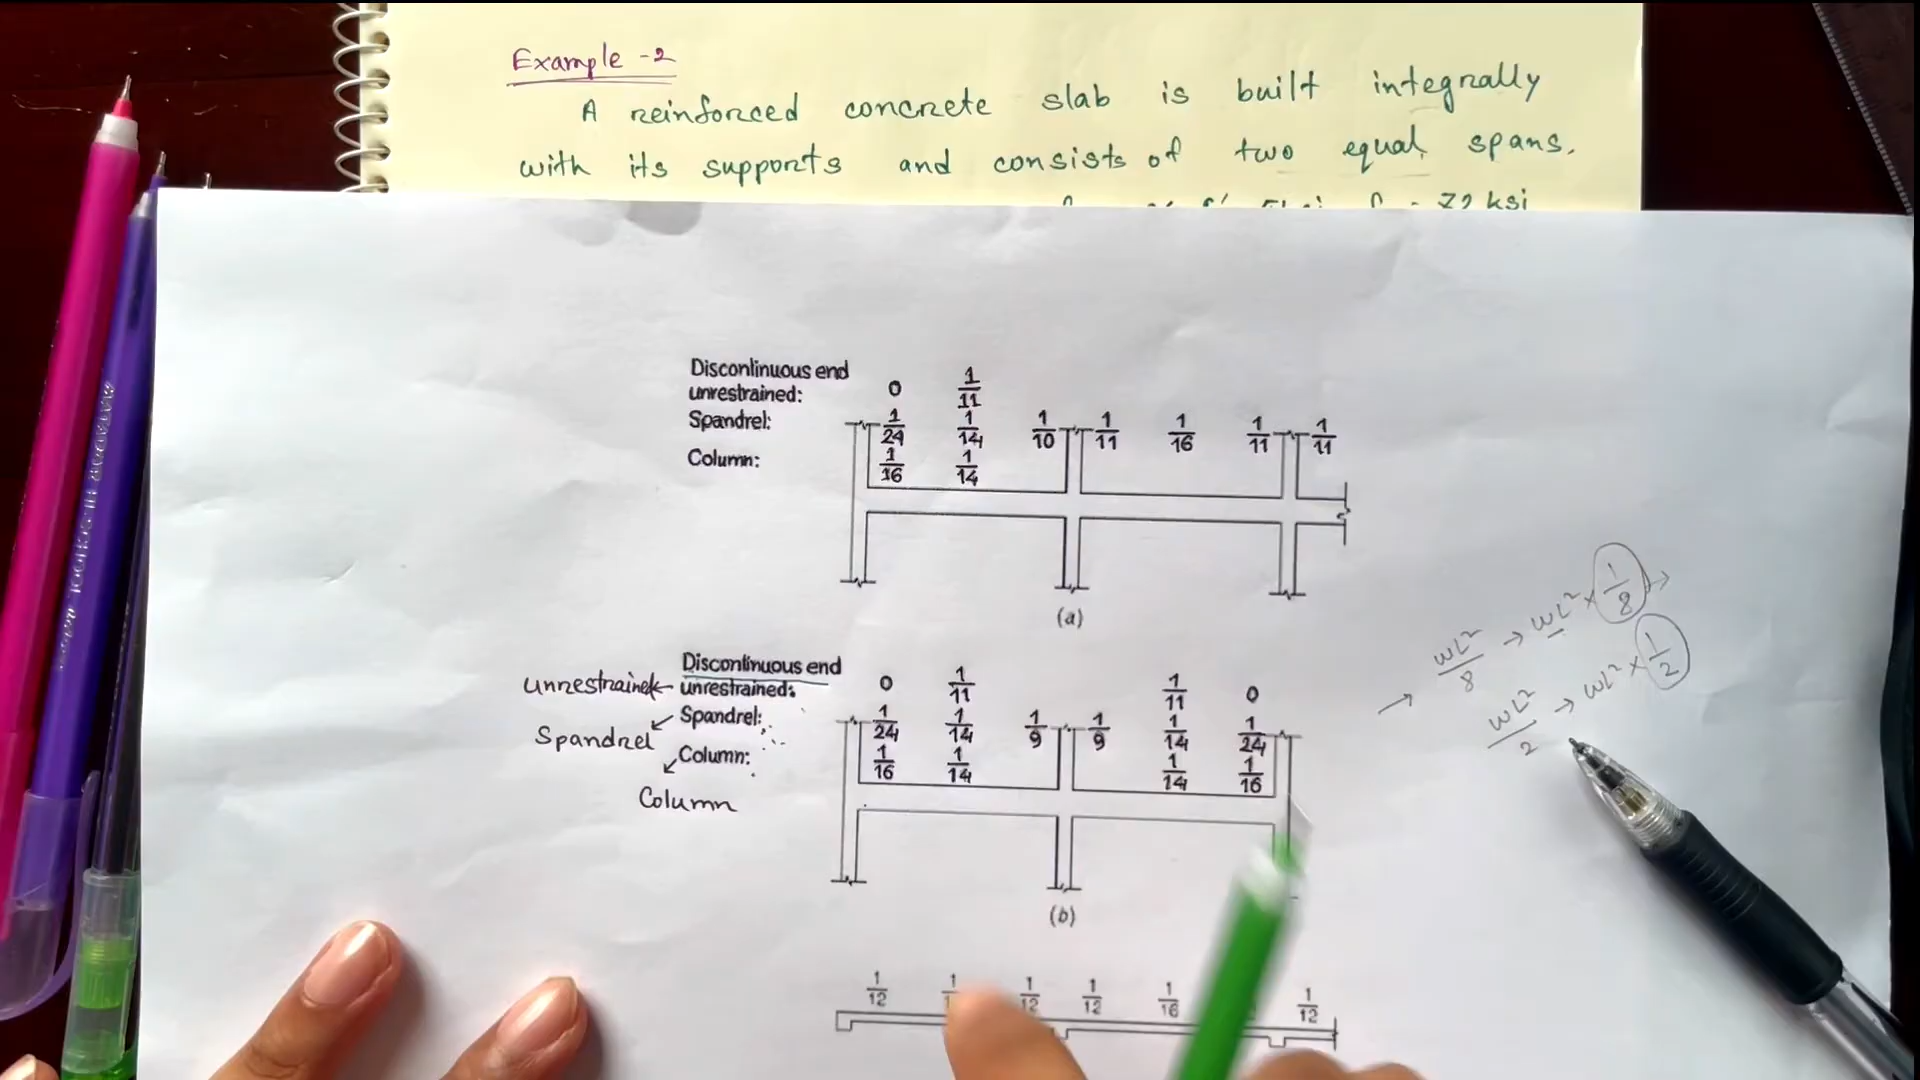 Example -2
A reinforced concrete slab is built integrally
with its supports and consists of two equal spans.
72 ksi
Discontinuous end
unrestrained: 0 1/11
Spandrel: 1/24 1/14 1/10 1/11 1/16 1/11 1/11
Column: 1/16 1/14
(a)
wL²/8 → wL² × 1/8 →
→ wL²/2 → wL² × 1/2
Discontinuous end
unrestrained ← unrestrained: 0 1/11 1/11 0
Spandrel: 1/24 1/14 1/9 1/9 1/14 1/24
Spandrel
Column: 1/16 1/14 1/14 1/16
Column
(b)
1/12 1/12 1/12 1/16 1/12